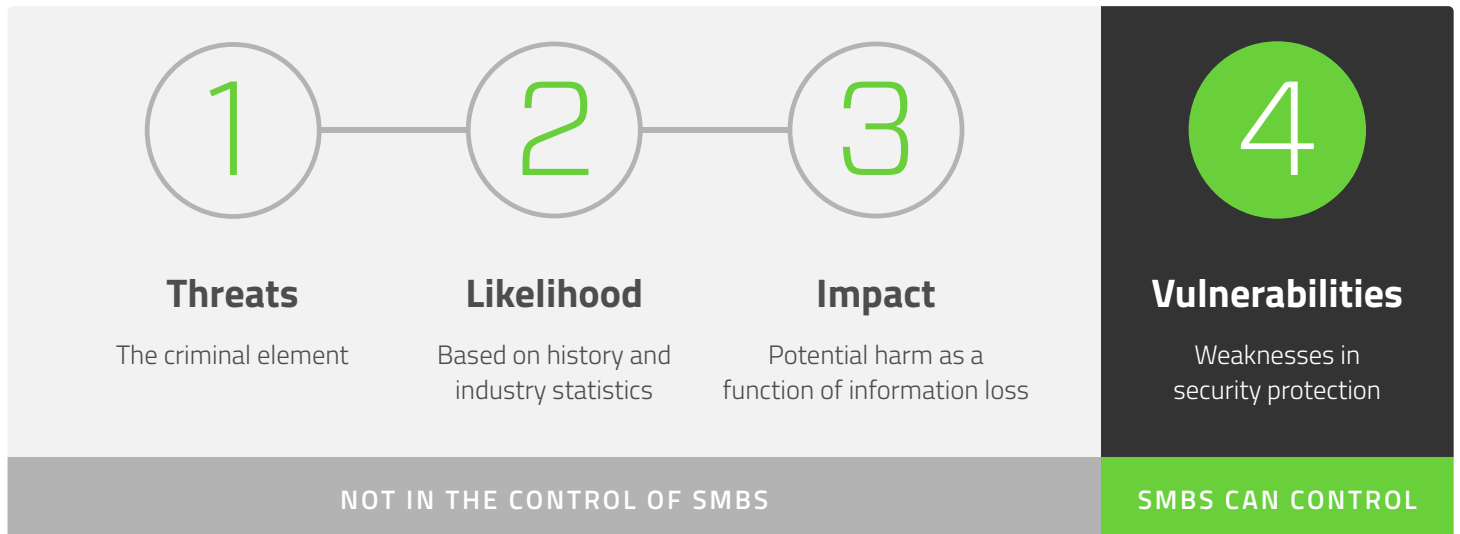 1
2
3
4
Threats
The criminal element
Likelihood
Based on history and
industry statistics
Impact
Potential harm as a
function of information loss
Vulnerabilities
Weaknesses in
security protection
NOT IN THE CONTROL OF SMBS
SMBS CAN CONTROL